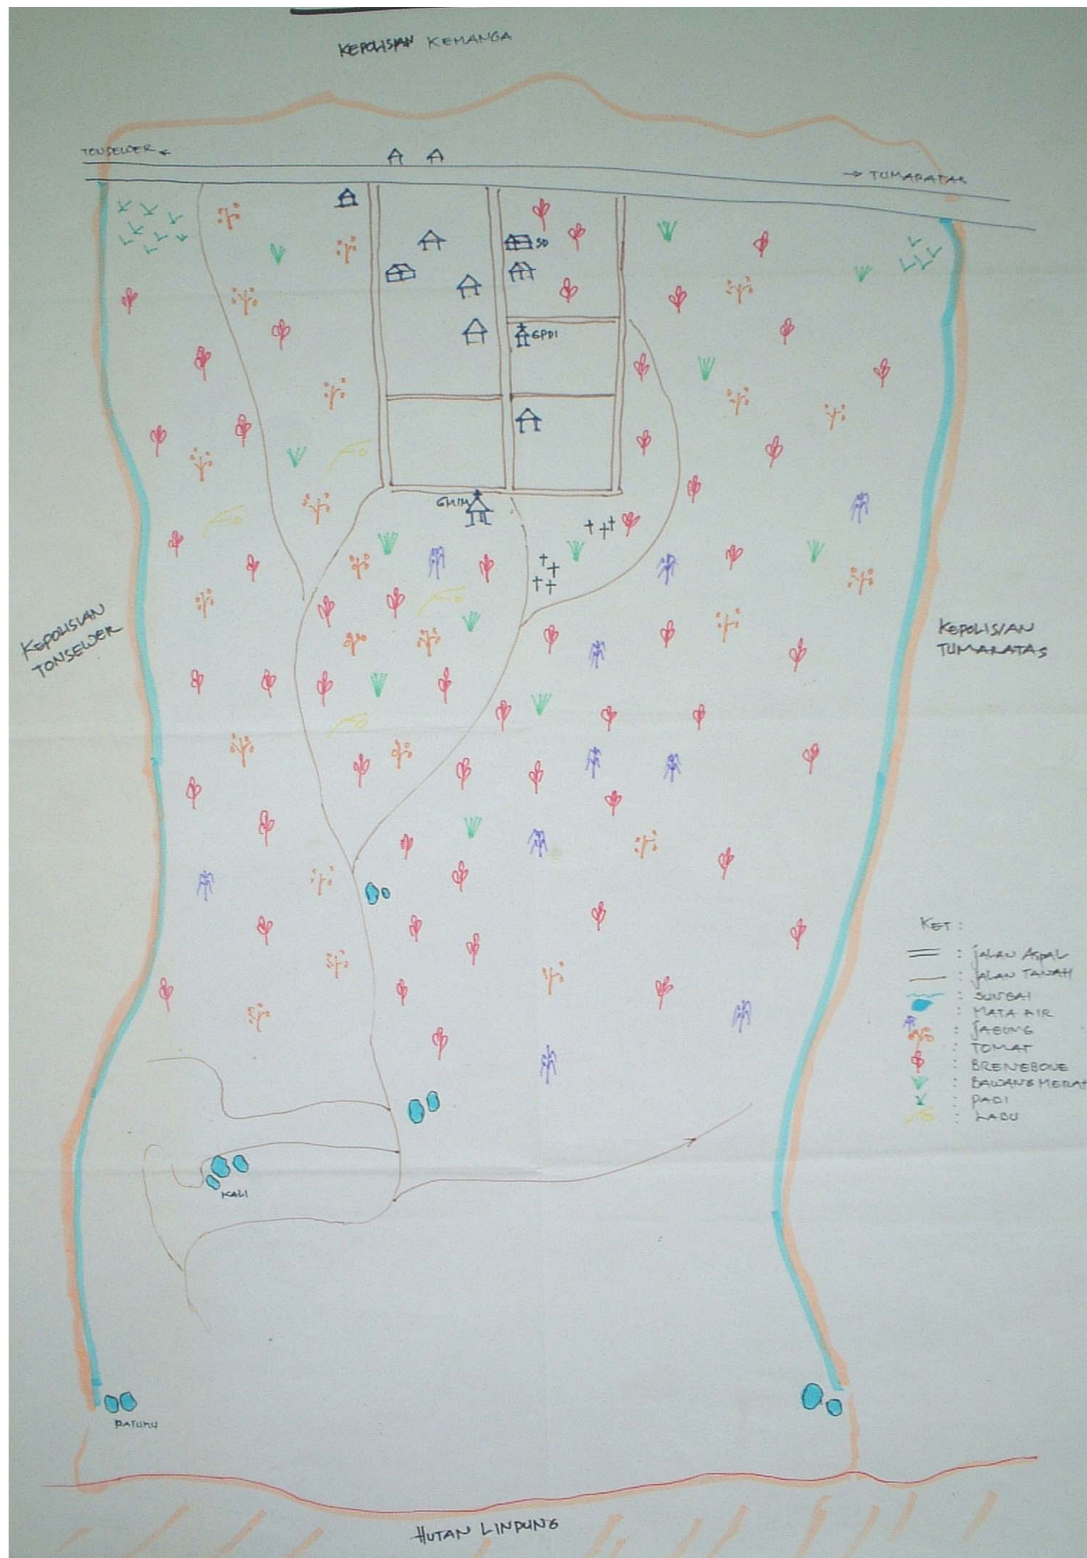 KEPOLISIAN KEMANGA
TONSEWER
TUMARATAS
SD
GPDI
GMIM
KEPOLISIAN
TONSEWER
KEPOLISIAN
TUMARATAS
KET :
: JALAN ASPAL
: JALAN TANAH
: SUNGAI
: MATA AIR
: JAGUNG
: TOMAT
: BRENEBONE
: BAWANG MERAH
: PADI
: LABU
KALI
HUTAN LINDUNG